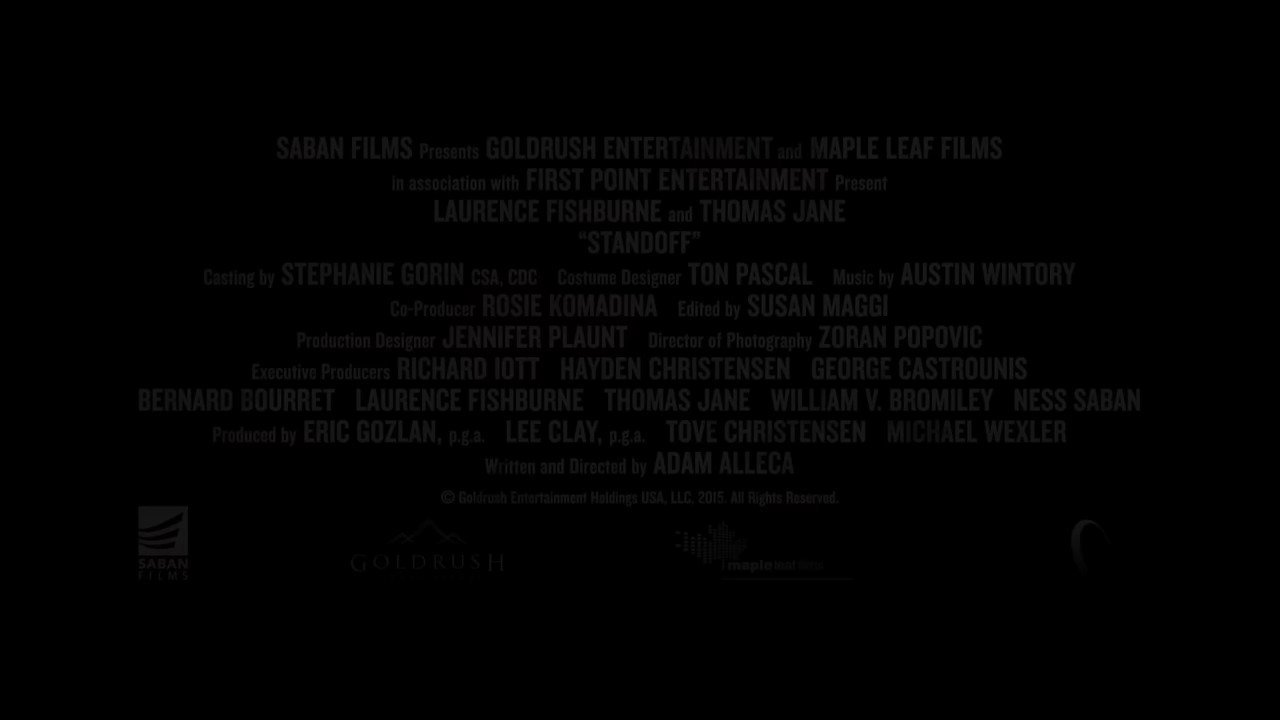 SABAN FILMS Presents GOLDRUSH ENTERTAINMENT and MAPLE LEAF FILMS
in association with FIRST POINT ENTERTAINMENT Present
LAURENCE FISHBURNE and THOMAS JANE
“STANDOFF”
Casting by STEPHANIE GORIN CSA, CDC Costume Designer TON PASCAL Music by AUSTIN WINTORY
Co-Producer ROSIE KOMADINA Edited by SUSAN MAGGI
Production Designer JENNIFER PLAUNT Director of Photography ZORAN POPOVIC
Executive Producers RICHARD IOTT HAYDEN CHRISTENSEN GEORGE CASTROUNIS
BERNARD BOURRET LAURENCE FISHBURNE THOMAS JANE WILLIAM V. BROMILEY NESS SABAN
Produced by ERIC GOZLAN, p.g.a. LEE CLAY, p.g.a. TOVE CHRISTENSEN MICHAEL WEXLER
Written and Directed by ADAM ALLECA
© Goldrush Entertainment Holdings USA, LLC. 2015. All Rights Reserved.
SABAN
FILMS
GOLDRUSH
maple leaf films